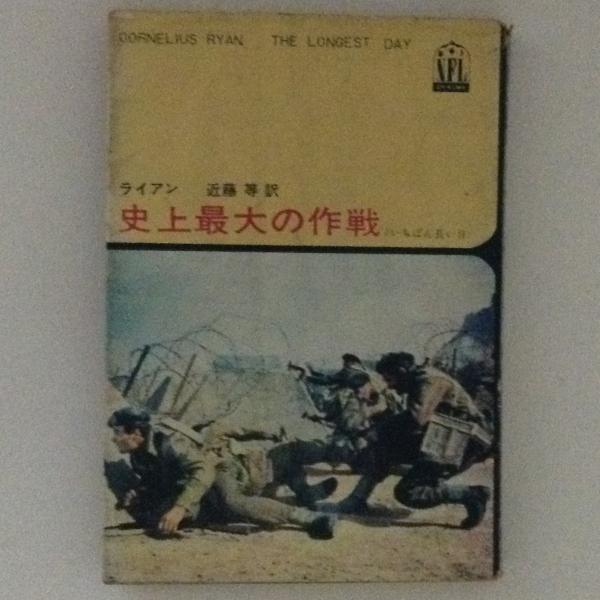 CORNELIUS RYAN THE LONGEST DAY
NFL
ライアン 近藤 等 訳
史上最大の作戦 いちばん長い日